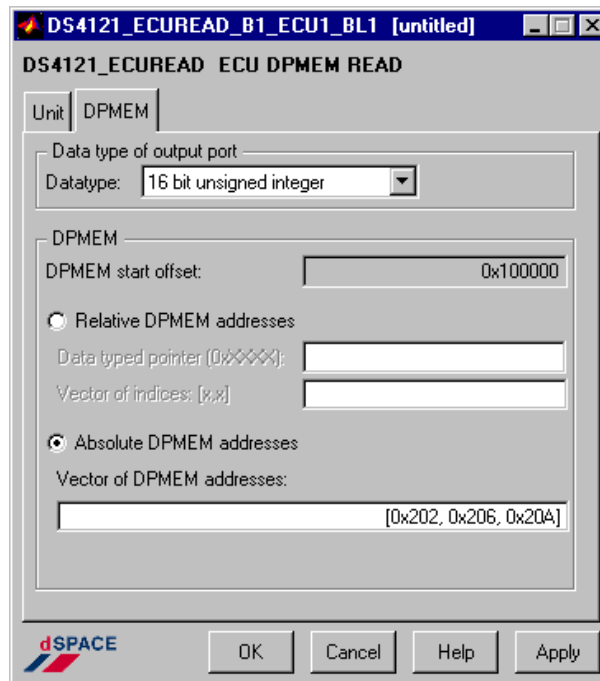 DS4121_ECUREAD_B1_ECU1_BL1 [untitled]
DS4121_ECUREAD ECU DPMEM READ
Unit DPMEM
Data type of output port
Datatype: 16 bit unsigned integer
DPMEM
DPMEM start offset: 0x100000
Relative DPMEM addresses
Data typed pointer (0xXXXX):
Vector of indices: [x,x]
Absolute DPMEM addresses
Vector of DPMEM addresses:
[0x202, 0x206, 0x20A]
dSPACE OK Cancel Help Apply